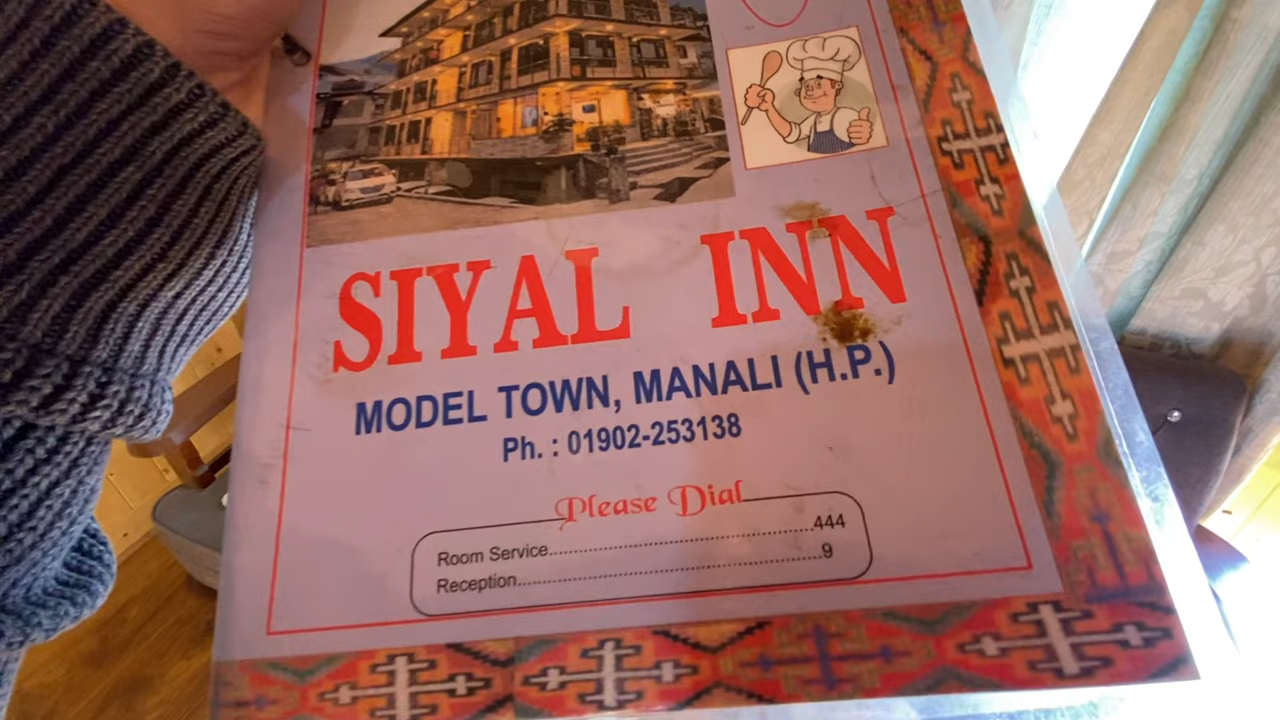 SIYAL INN
MODEL TOWN, MANALI (H.P.)
Ph. : 01902-253138
Please Dial
Room Service..................................................444
Reception...........................................................9